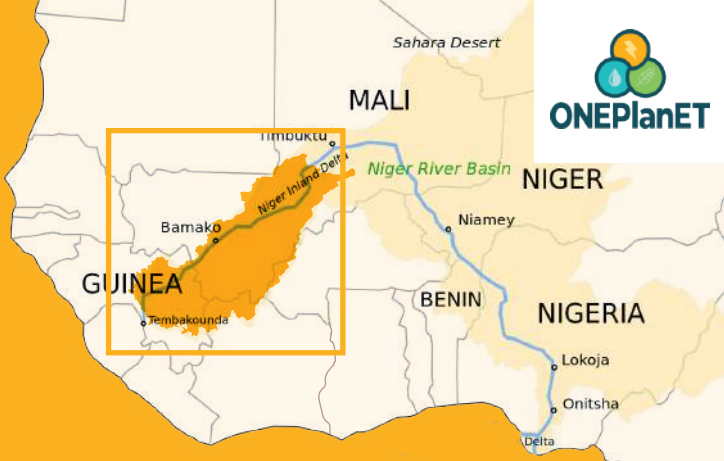 Sahara Desert
ONEPlanET
MALI
Timbuktu
Niger Inland Delta
Niger River Basin
NIGER
Bamako
Niamey
GUINEA
BENIN
NIGERIA
Tembakounda
Lokoja
Onitsha
Delta